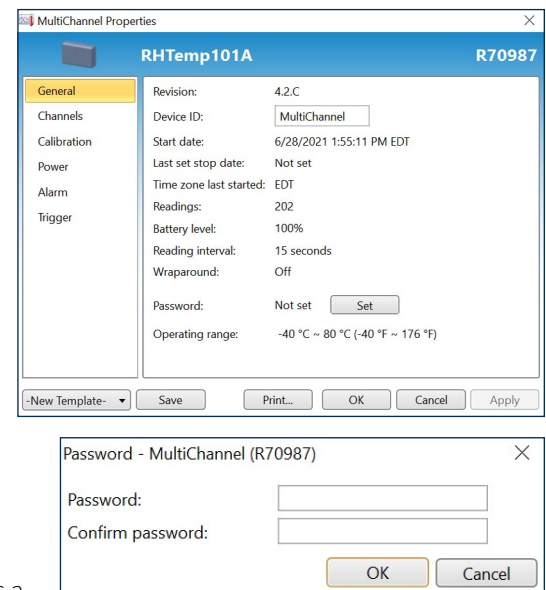 MultiChannel Properties
RHTemp101A R70987
General
Channels
Calibration
Power
Alarm
Trigger
Revision: 4.2.C
Device ID: MultiChannel
Start date: 6/28/2021 1:55:11 PM EDT
Last set stop date: Not set
Time zone last started: EDT
Readings: 202
Battery level: 100%
Reading interval: 15 seconds
Wraparound: Off
Password: Not set Set
Operating range: -40 °C ~ 80 °C (-40 °F ~ 176 °F)
-New Template- Save Print... OK Cancel Apply
Password - MultiChannel (R70987)
Password:
Confirm password:
OK Cancel